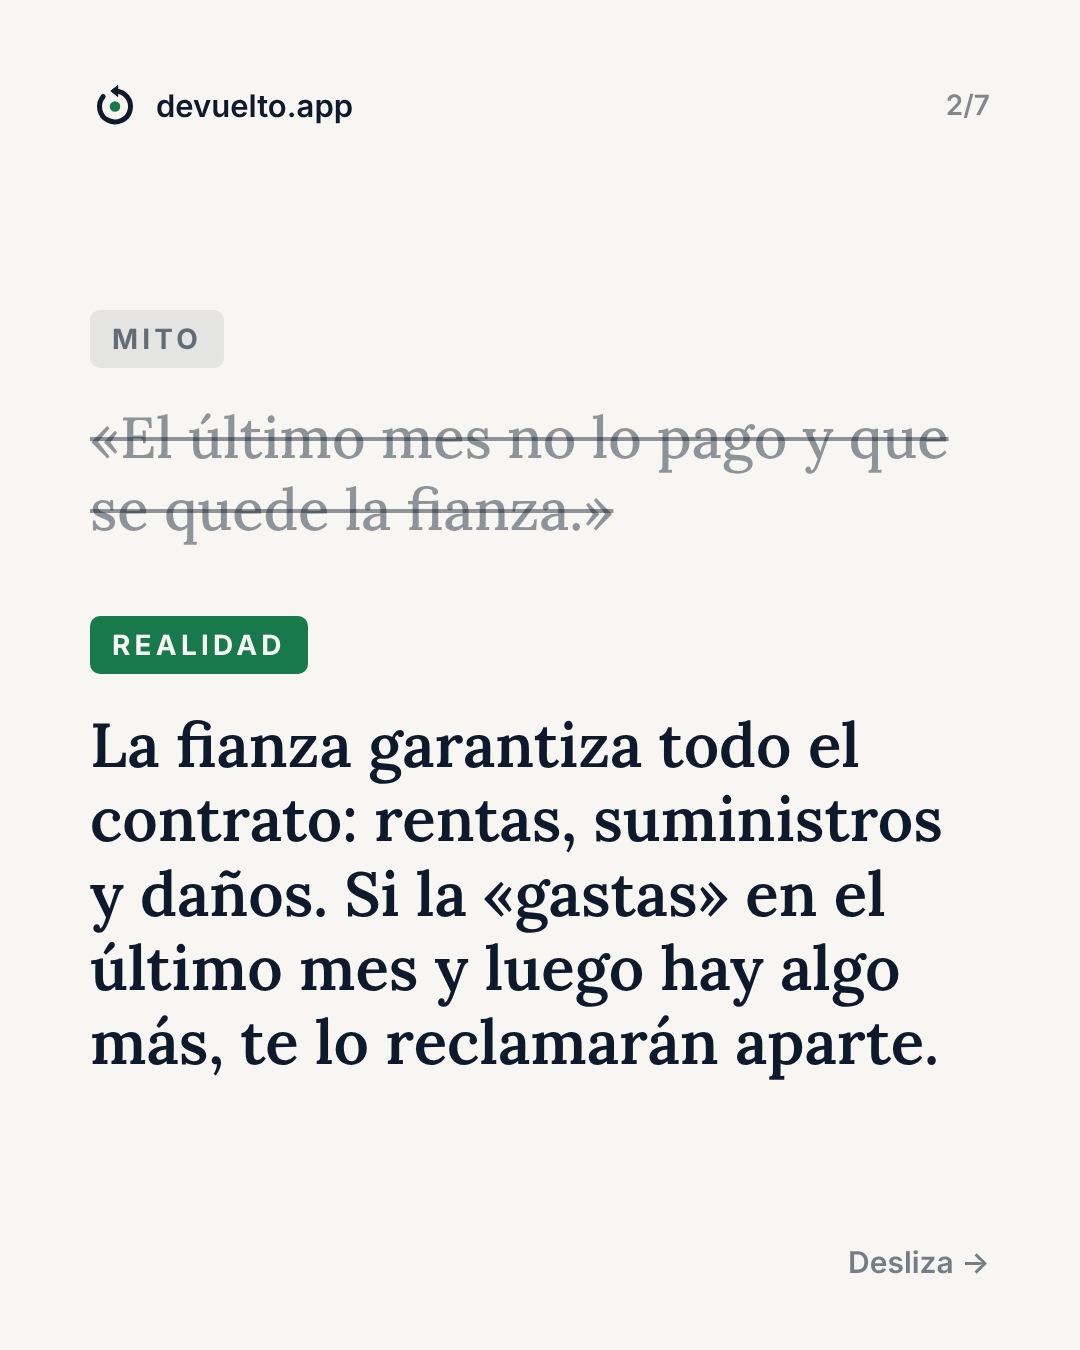 devuelto.app
2/7
MITO
«El último mes no lo pago y que
se quede la fianza.»
REALIDAD
La fianza garantiza todo el
contrato: rentas, suministros
y daños. Si la «gastas» en el
último mes y luego hay algo
más, te lo reclamarán aparte.
Desliza →